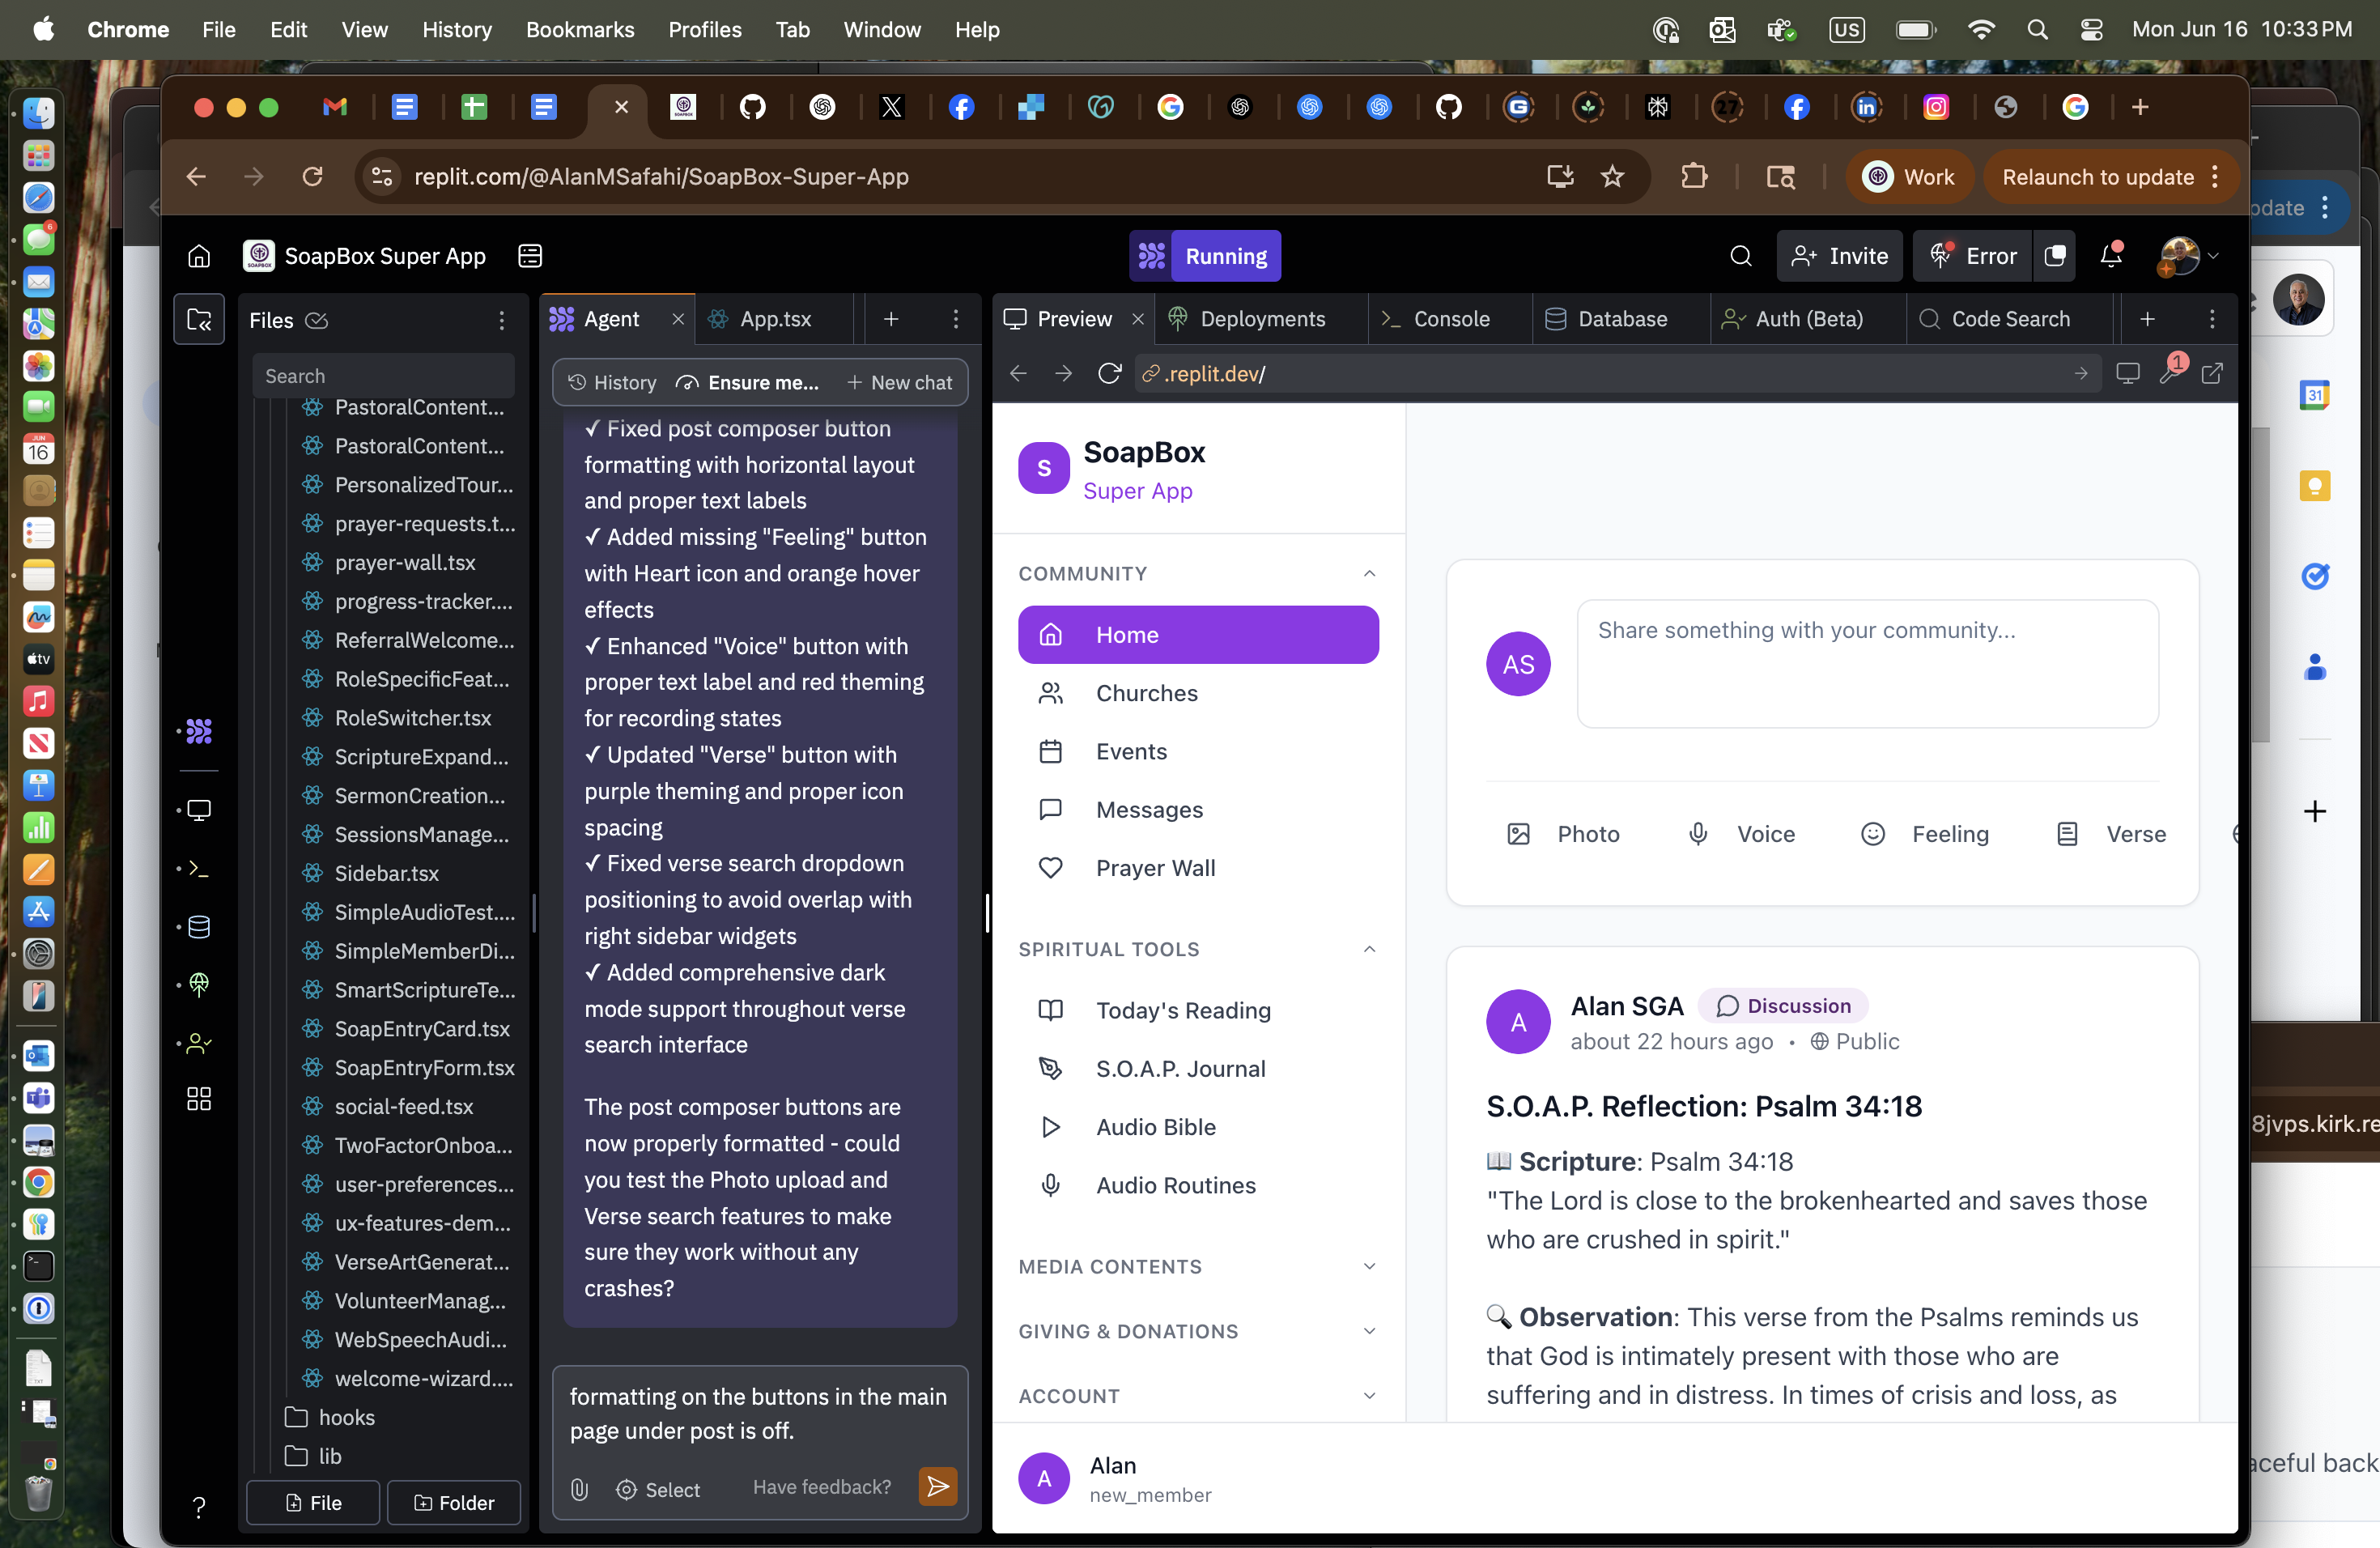 Chrome File Edit View History Bookmarks Profiles Tab Window Help
US
Mon Jun 16 10:33 PM
replit.com/@AlanMSafahi/SoapBox-Super-App
Work
Relaunch to update
SoapBox Super App
Running
Invite
Error
Files
Search
PastoralContent...
PastoralContent...
PersonalizedTour...
prayer-requests.t...
prayer-wall.tsx
progress-tracker....
ReferralWelcome...
RoleSpecificFeat...
RoleSwitcher.tsx
ScriptureExpand...
SermonCreation...
SessionsManage...
Sidebar.tsx
SimpleAudioTest....
SimpleMemberDi...
SmartScriptureTe...
SoapEntryCard.tsx
SoapEntryForm.tsx
social-feed.tsx
TwoFactorOnboa...
user-preferences...
ux-features-dem...
VerseArtGenerat...
VolunteerManag...
WebSpeechAudi...
welcome-wizard....
hooks
lib
File
Folder
Agent
App.tsx
History
Ensure me...
New chat
✓ Fixed post composer button
formatting with horizontal layout
and proper text labels
✓ Added missing "Feeling" button
with Heart icon and orange hover
effects
✓ Enhanced "Voice" button with
proper text label and red theming
for recording states
✓ Updated "Verse" button with
purple theming and proper icon
spacing
✓ Fixed verse search dropdown
positioning to avoid overlap with
right sidebar widgets
✓ Added comprehensive dark
mode support throughout verse
search interface
The post composer buttons are
now properly formatted - could
you test the Photo upload and
Verse search features to make
sure they work without any
crashes?
formatting on the buttons in the main
page under post is off.
Select
Have feedback?
Preview
Deployments
Console
Database
Auth (Beta)
Code Search
.replit.dev/
1
S
SoapBox
Super App
COMMUNITY
Home
Churches
Events
Messages
Prayer Wall
SPIRITUAL TOOLS
Today's Reading
S.O.A.P. Journal
Audio Bible
Audio Routines
MEDIA CONTENTS
GIVING & DONATIONS
ACCOUNT
A
Alan
new_member
AS
Share something with your community...
Photo
Voice
Feeling
Verse
A
Alan SGA
Discussion
about 22 hours ago • Public
S.O.A.P. Reflection: Psalm 34:18
📖 Scripture: Psalm 34:18
"The Lord is close to the brokenhearted and saves those
who are crushed in spirit."
🔍 Observation: This verse from the Psalms reminds us
that God is intimately present with those who are
suffering and in distress. In times of crisis and loss, as
27
6
JUN
16
tv
31
8jvps.kirk.re
aceful back